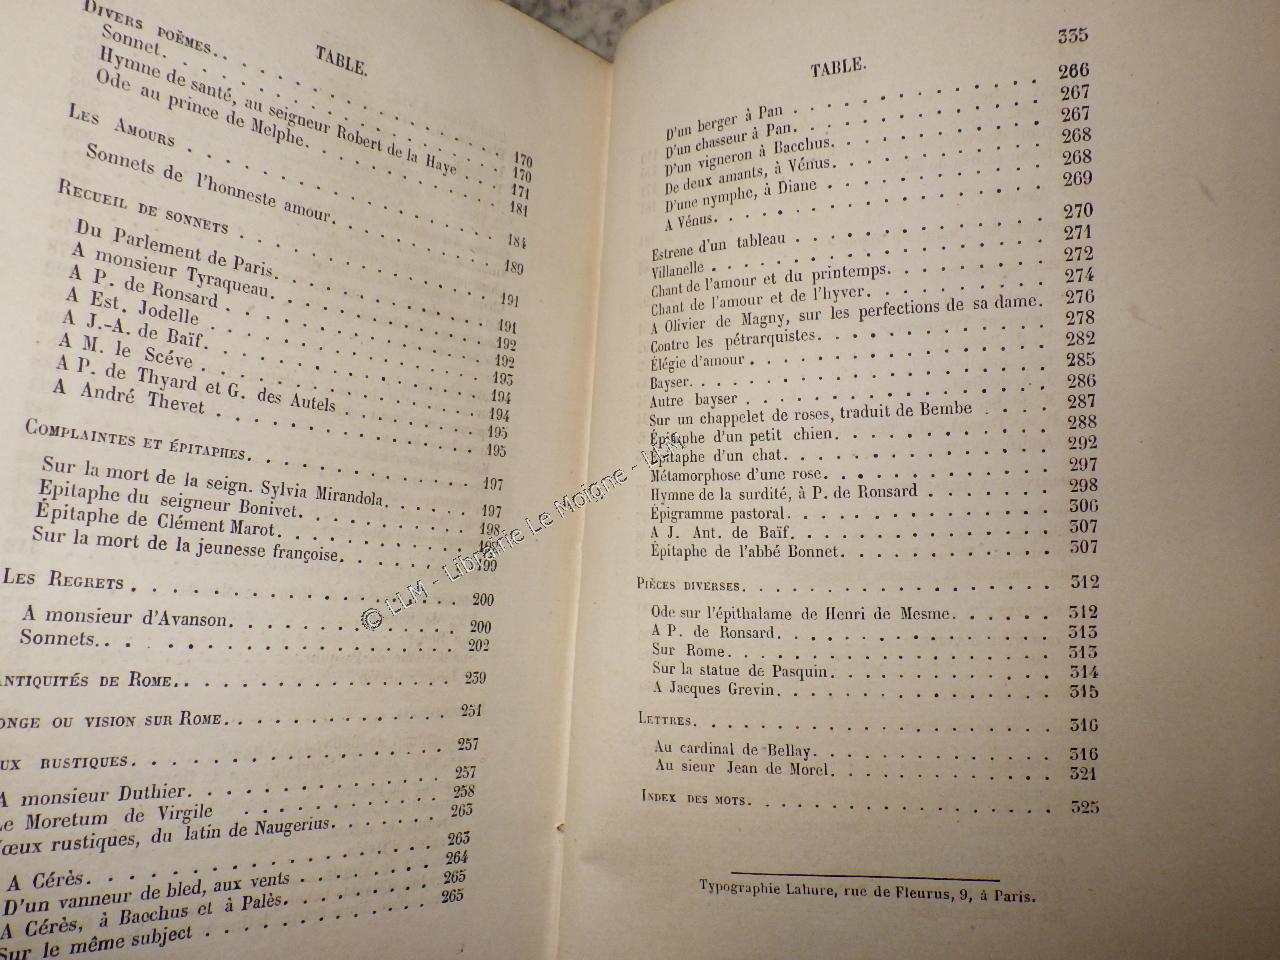 TABLE.
DIVERS POËMES. . . . . . . . . . . . . . 170
Sonnet. . . . . . . . . . . . . . 170
Hymne de santé, au seigneur Robert de la Haye . . . 171
Ode au prince de Melphe. . . . . . . . . . 181
LES AMOURS . . . . . . . . . . . . . . 184
Sonnets de l'honneste amour. . . . . . . . . 189
RECUEIL DE SONNETS . . . . . . . . . . . . 191
Du Parlement de Paris. . . . . . . . . . . 191
A monsieur Tyraqueau. . . . . . . . . . . 192
A P. de Ronsard . . . . . . . . . . . . 192
A Est. Jodelle . . . . . . . . . . . . 193
A J.-A. de Baïf. . . . . . . . . . . . 194
A M. le Scéve . . . . . . . . . . . . 194
A P. de Thyard et G. des Autels . . . . . . . 195
A André Thevet . . . . . . . . . . . . 195
COMPLAINTES ET ÉPITAPHES. . . . . . . . . . 197
Sur la mort de la seign. Sylvia Mirandola. . . . . 197
Epitaphe du seigneur Bonivet. . . . . . . . . 198
Épitaphe de Clément Marot. . . . . . . . . .
Sur la mort de la jeunesse françoise. . . . . . . 199
LES REGRETS . . . . . . . . . . . . . . 200
A monsieur d'Avanson. . . . . . . . . . . 200
Sonnets. . . . . . . . . . . . . . . 202
ANTIQUITÉS DE ROME. . . . . . . . . . . . 239
ONGE OU VISION SUR ROME. . . . . . . . . . 251
UX RUSTIQUES. . . . . . . . . . . . . . 257
A monsieur Duthier. . . . . . . . . . . . 257
Le Moretum de Virgile . . . . . . . . . . 258
œux rustiques, du latin de Naugerius. . . . . . . 263
A Cérès. . . . . . . . . . . . . . . 263
D'un vanneur de bled, aux vents . . . . . . . 264
A Cérès, à Bacchus et à Palès. . . . . . . . . 265
Sur le même subject . . . . . . . . . . . 265
TABLE. 335
D'un berger à Pan . . . . . . . . . . . . 266
D'un chasseur à Pan. . . . . . . . . . . . 267
D'un vigneron à Bacchus. . . . . . . . . . 267
De deux amants, à Vénus. . . . . . . . . . 268
D'une nymphe, à Diane . . . . . . . . . . 268
A Vénus. . . . . . . . . . . . . . . 269
Estrene d'un tableau . . . . . . . . . . . 270
Villanelle . . . . . . . . . . . . . . 271
Chant de l'amour et du printemps. . . . . . . . 272
Chant de l'amour et de l'hyver. . . . . . . . . 274
A Olivier de Magny, sur les perfections de sa dame. 276
Contre les pétrarquistes. . . . . . . . . . 278
Élégie d'amour . . . . . . . . . . . . . 282
Bayser. . . . . . . . . . . . . . . . 285
Autre bayser . . . . . . . . . . . . . 286
Sur un chappelet de roses, traduit de Bembe . . . . 287
Épitaphe d'un petit chien. . . . . . . . . . 288
Épitaphe d'un chat. . . . . . . . . . . . 292
Métamorphose d'une rose. . . . . . . . . . 297
Hymne de la surdité, à P. de Ronsard . . . . . . 298
Épigramme pastoral. . . . . . . . . . . . 306
A J. Ant. de Baïf. . . . . . . . . . . . 307
Épitaphe de l'abbé Bonnet. . . . . . . . . . 307
PIÈCES DIVERSES. . . . . . . . . . . . . 312
Ode sur l'épithalame de Henri de Mesme. . . . . . 312
A P. de Ronsard. . . . . . . . . . . . . 313
Sur Rome. . . . . . . . . . . . . . . 313
Sur la statue de Pasquin. . . . . . . . . . 314
A Jacques Grevin. . . . . . . . . . . . . 315
LETTRES. . . . . . . . . . . . . . . . 316
Au cardinal de Bellay. . . . . . . . . . . 316
Au sieur Jean de Morel. . . . . . . . . . . 321
INDEX DES MOTS. . . . . . . . . . . . . . 325
Typographie Lahure, rue de Fleurus, 9, à Paris.
© LLM - Librairie Le Moigne - LLM